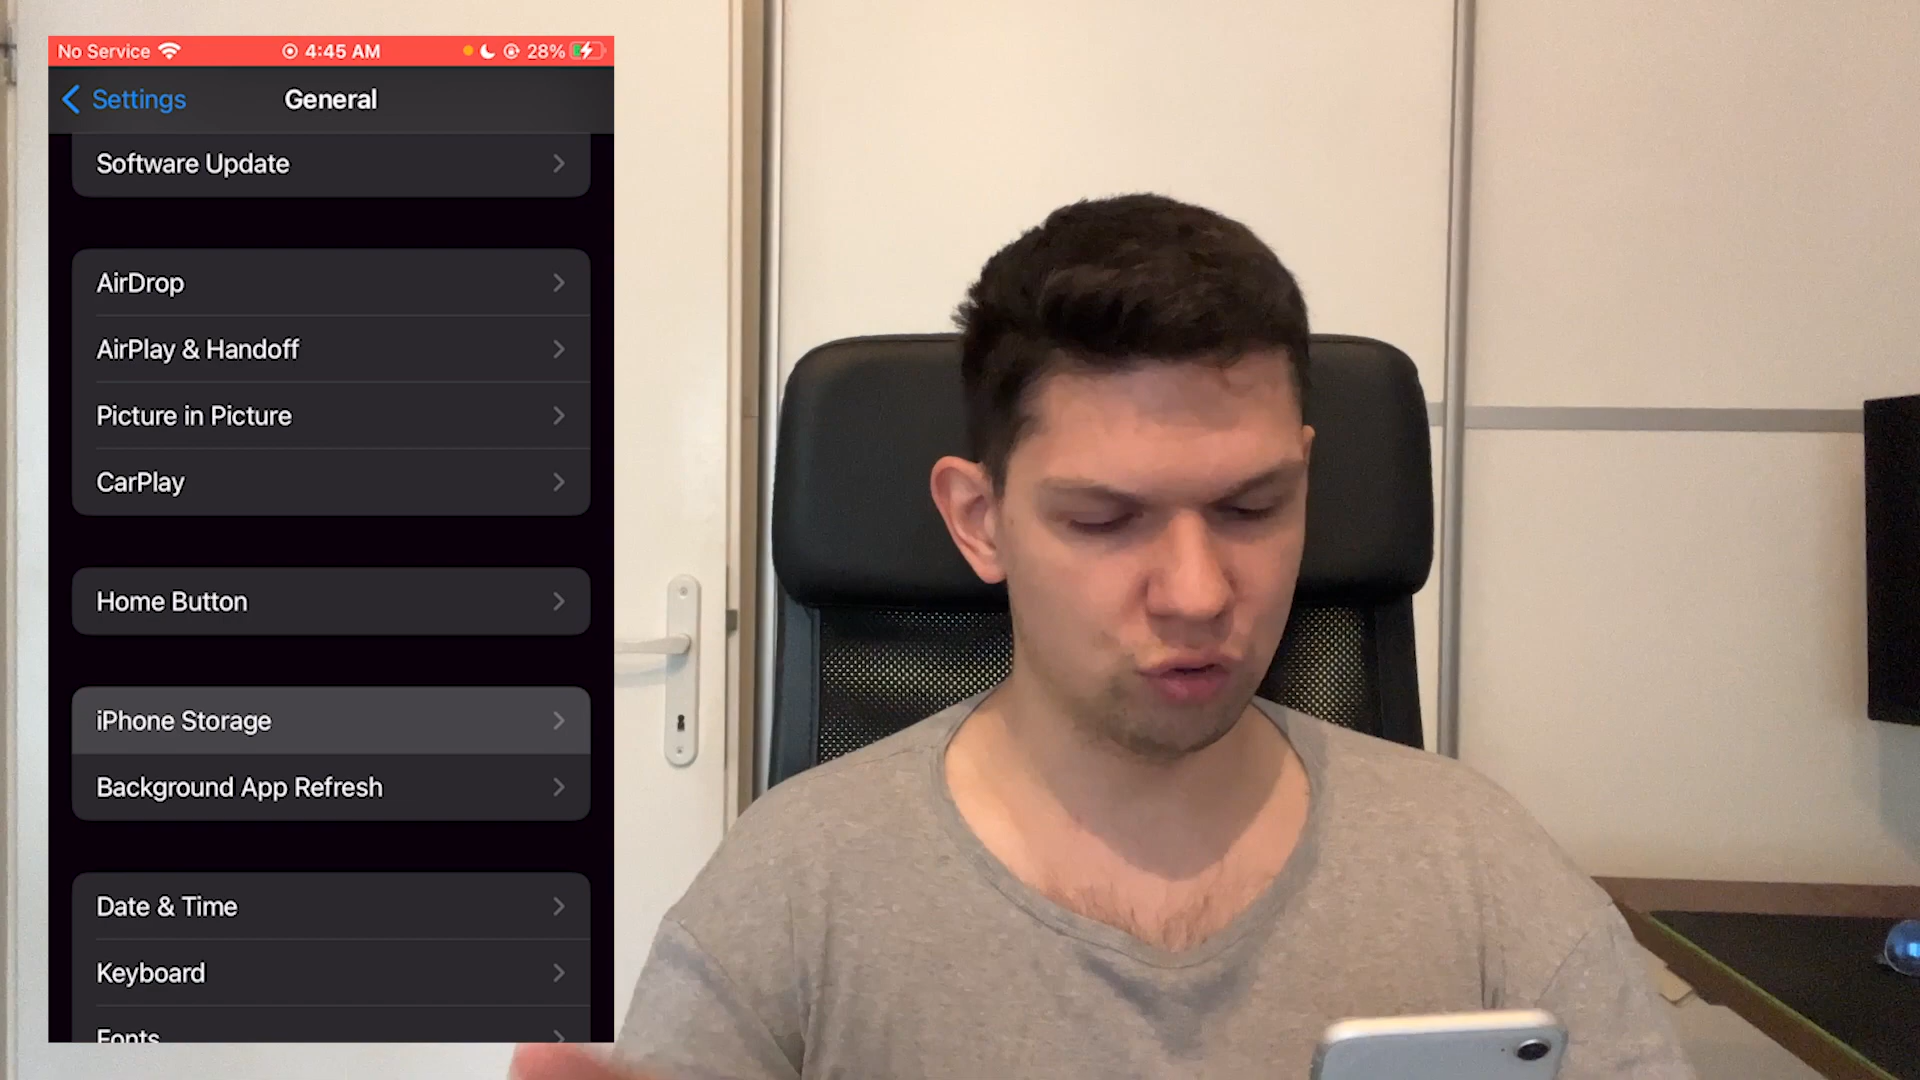 No Service 4:45 AM 28%
Settings General
Software Update
AirDrop
AirPlay & Handoff
Picture in Picture
CarPlay
Home Button
iPhone Storage
Background App Refresh
Date & Time
Keyboard
Fonts